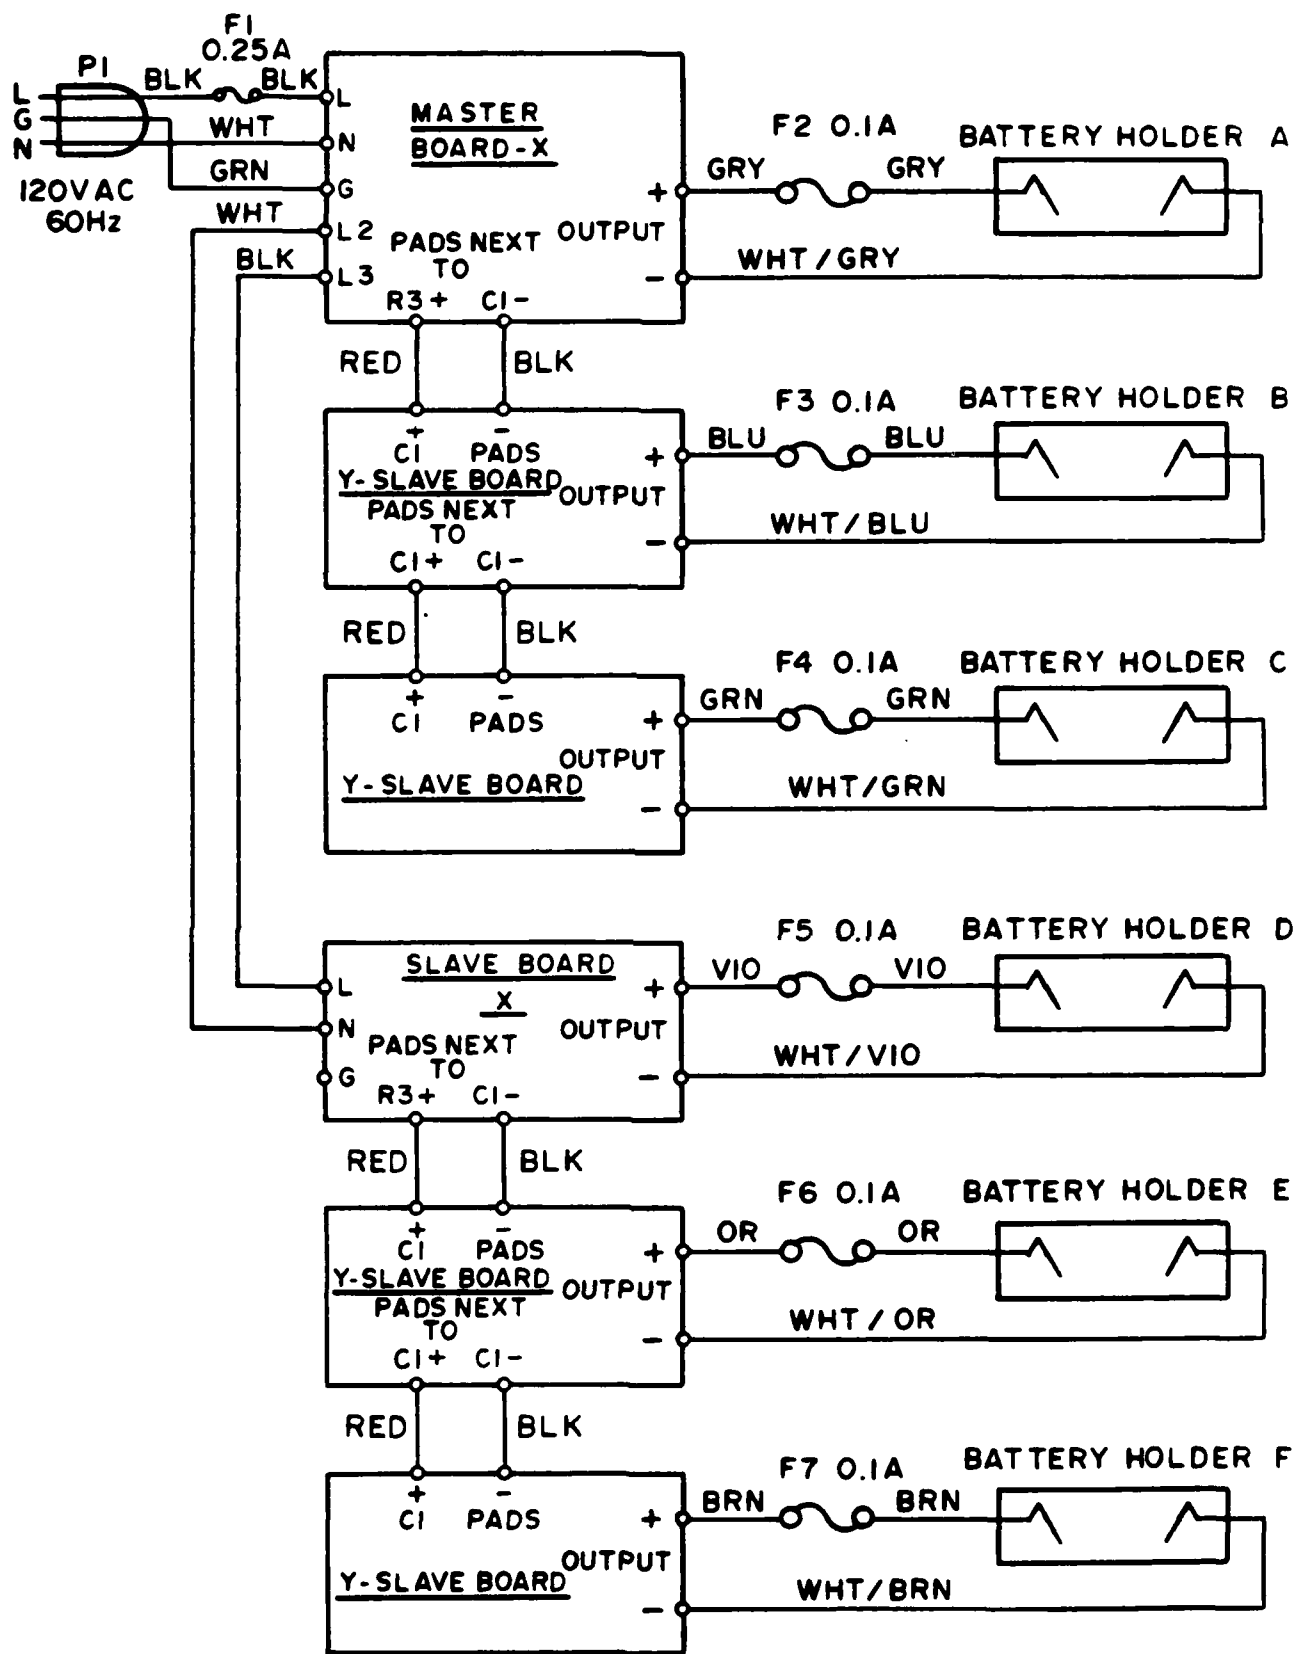 F1
0.25A
P1
BLK
BLK
L
G
N
WHT
GRN
120VAC
60Hz
WHT
BLK
L
N
G
L2
L3
MASTER
BOARD-X
PADS NEXT
TO
R3+ C1-
+
OUTPUT
-
F2 0.1A
GRY
GRY
WHT/GRY
BATTERY HOLDER A
RED
BLK
+ -
C1 PADS
Y-SLAVE BOARD
PADS NEXT
TO
C1+ C1-
+
OUTPUT
-
F3 0.1A
BLU
BLU
WHT/BLU
BATTERY HOLDER B
RED
BLK
+ -
C1 PADS
Y-SLAVE BOARD
+
OUTPUT
-
F4 0.1A
GRN
GRN
WHT/GRN
BATTERY HOLDER C
L
N
G
SLAVE BOARD
X
PADS NEXT
TO
R3+ C1-
+
OUTPUT
-
F5 0.1A
VIO
VIO
WHT/VIO
BATTERY HOLDER D
RED
BLK
+ -
C1 PADS
Y-SLAVE BOARD
PADS NEXT
TO
C1+ C1-
+
OUTPUT
-
F6 0.1A
OR
OR
WHT/OR
BATTERY HOLDER E
RED
BLK
+ -
C1 PADS
Y-SLAVE BOARD
+
OUTPUT
-
F7 0.1A
BRN
BRN
WHT/BRN
BATTERY HOLDER F